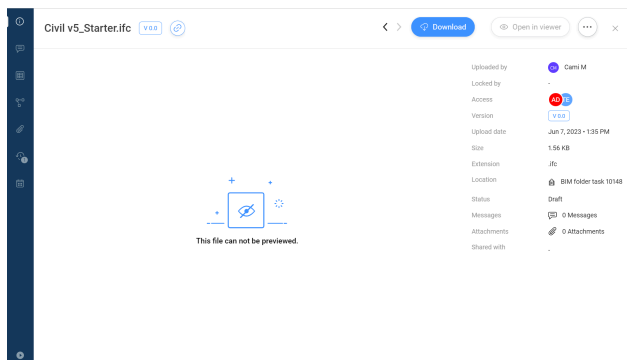 Civil v5_Starter.ifc V 0.0 Download Open in viewer
Uploaded by CM Cami M
Locked by -
Access AD TE
Version V 0.0
Upload date Jun 7, 2023 • 1:35 PM
Size 1.56 KB
Extension .ifc
Location BIM folder task 10148
Status Draft
Messages 0 Messages
Attachments 0 Attachments
Shared with -
This file can not be previewed.